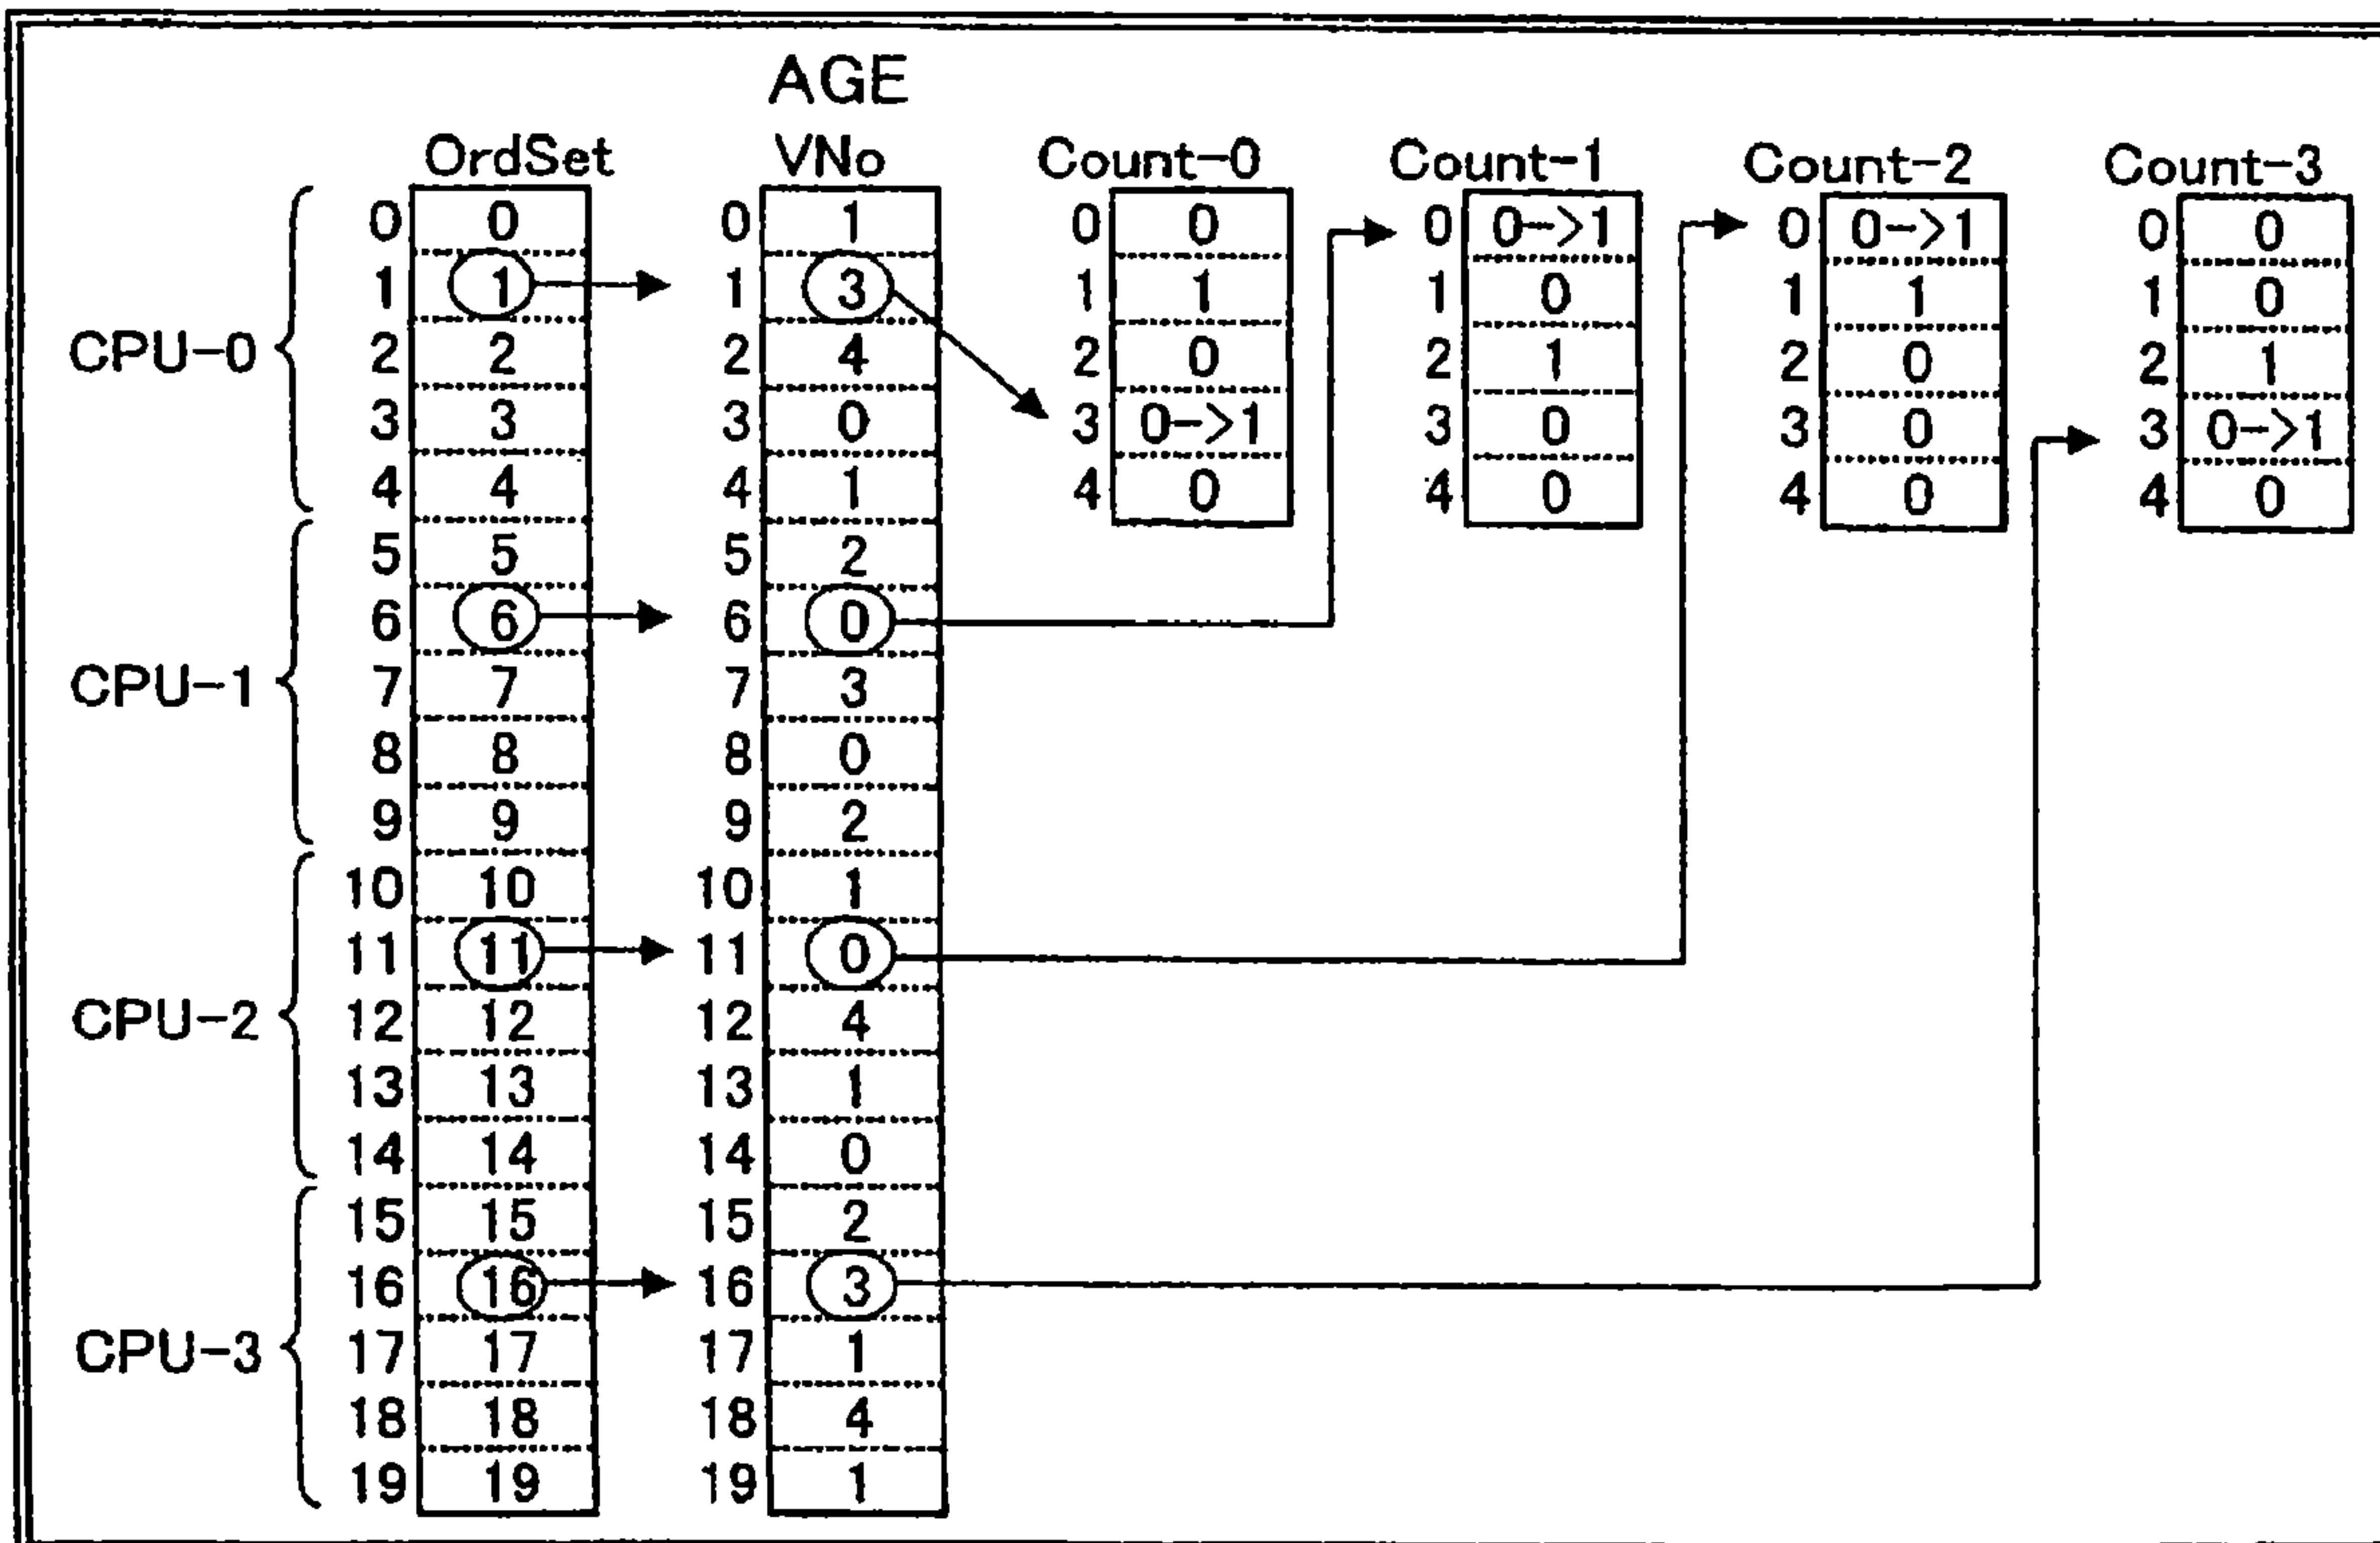 AGE
OrdSet VNo Count-0 Count-1 Count-2 Count-3
0 0 0 1 0 0 0 0->1 0 0->1 0 0
1 1 1 3 1 1 1 0 1 1 1 0
CPU-0 2 2 2 4 2 0 2 1 2 0 2 1
3 3 3 0 3 0->1 3 0 3 0 3 0->1
4 4 4 1 4 0 4 0 4 0 4 0
5 5 5 2
6 6 6 0
CPU-1 7 7 7 3
8 8 8 0
9 9 9 2
10 10 10 1
11 11 11 0
CPU-2 12 12 12 4
13 13 13 1
14 14 14 0
15 15 15 2
16 16 16 3
CPU-3 17 17 17 1
18 18 18 4
19 19 19 1